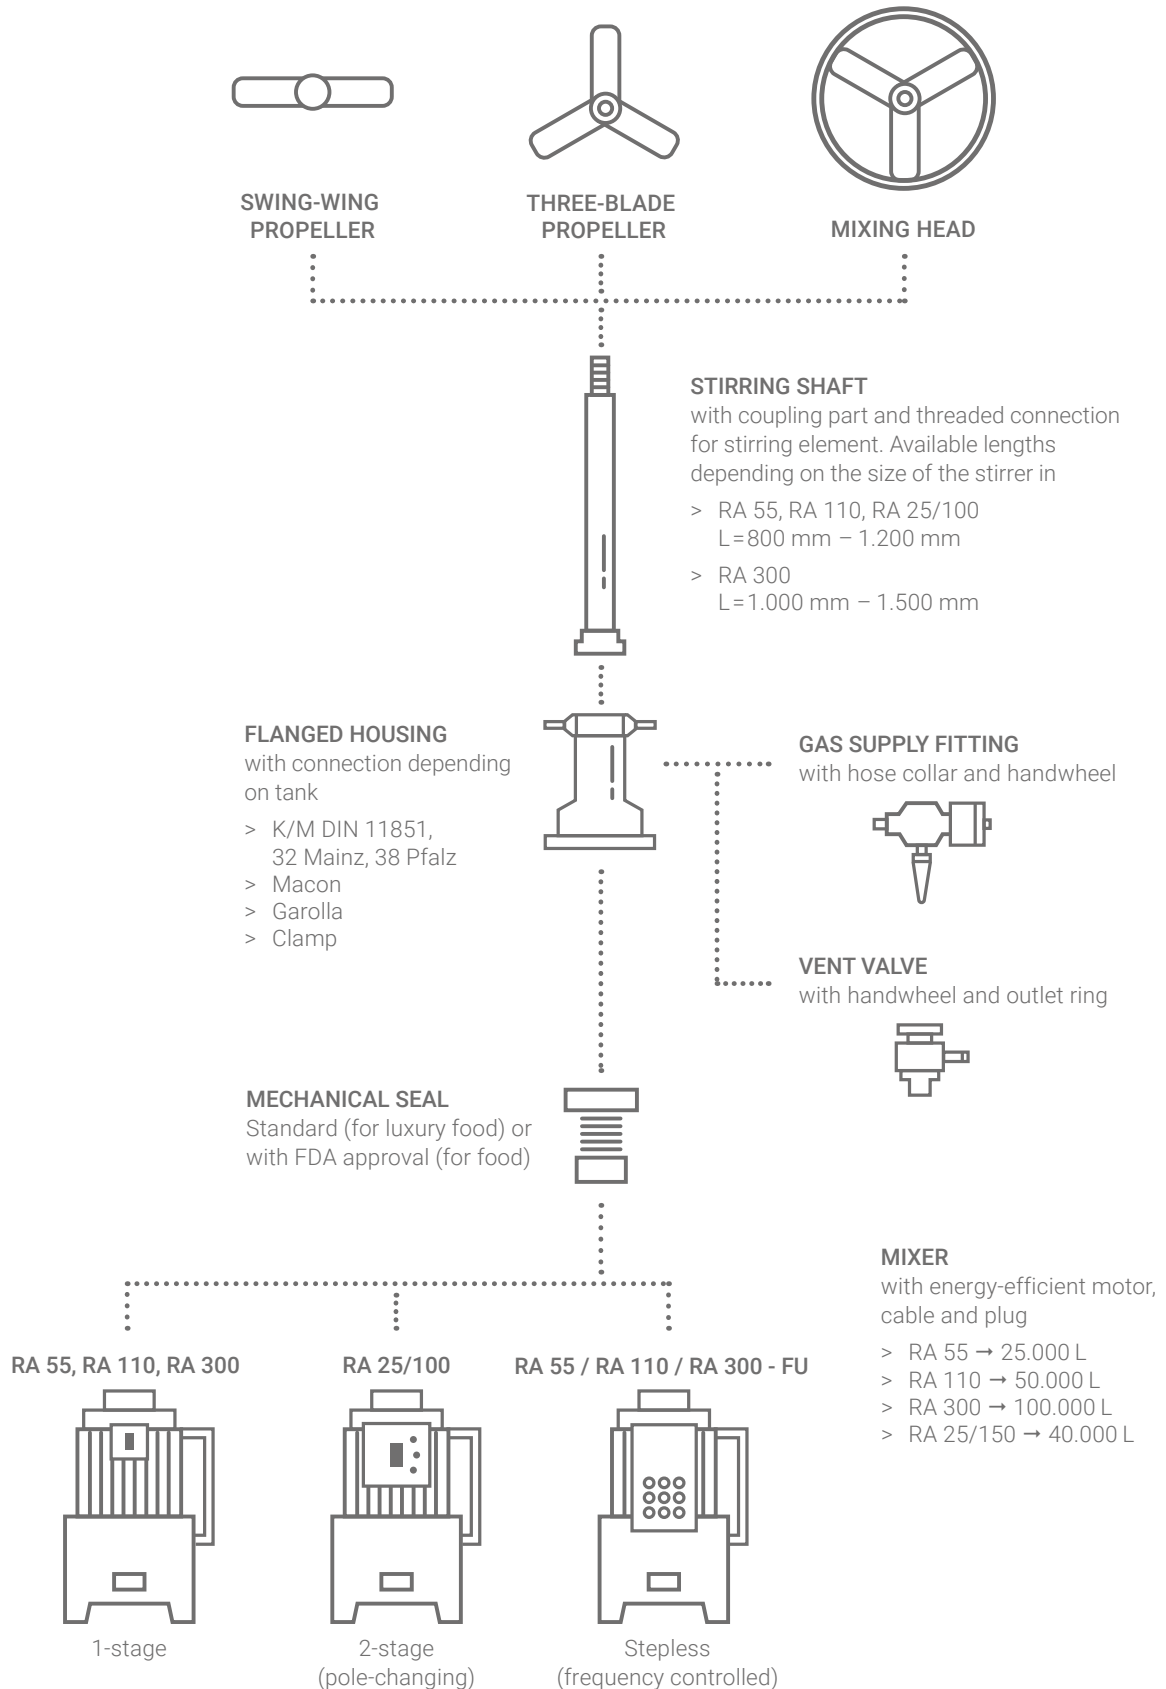 SWING-WING
PROPELLER
THREE-BLADE
PROPELLER
MIXING HEAD
STIRRING SHAFT
with coupling part and threaded connection
for stirring element. Available lengths
depending on the size of the stirrer in
> RA 55, RA 110, RA 25/100
L=800 mm – 1.200 mm
> RA 300
L=1.000 mm – 1.500 mm
FLANGED HOUSING
with connection depending
on tank
> K/M DIN 11851,
32 Mainz, 38 Pfalz
> Macon
> Garolla
> Clamp
GAS SUPPLY FITTING
with hose collar and handwheel
VENT VALVE
with handwheel and outlet ring
MECHANICAL SEAL
Standard (for luxury food) or
with FDA approval (for food)
MIXER
with energy-efficient motor,
cable and plug
> RA 55 → 25.000 L
> RA 110 → 50.000 L
> RA 300 → 100.000 L
> RA 25/150 → 40.000 L
RA 55, RA 110, RA 300
RA 25/100
RA 55 / RA 110 / RA 300 - FU
1-stage
2-stage
(pole-changing)
Stepless
(frequency controlled)